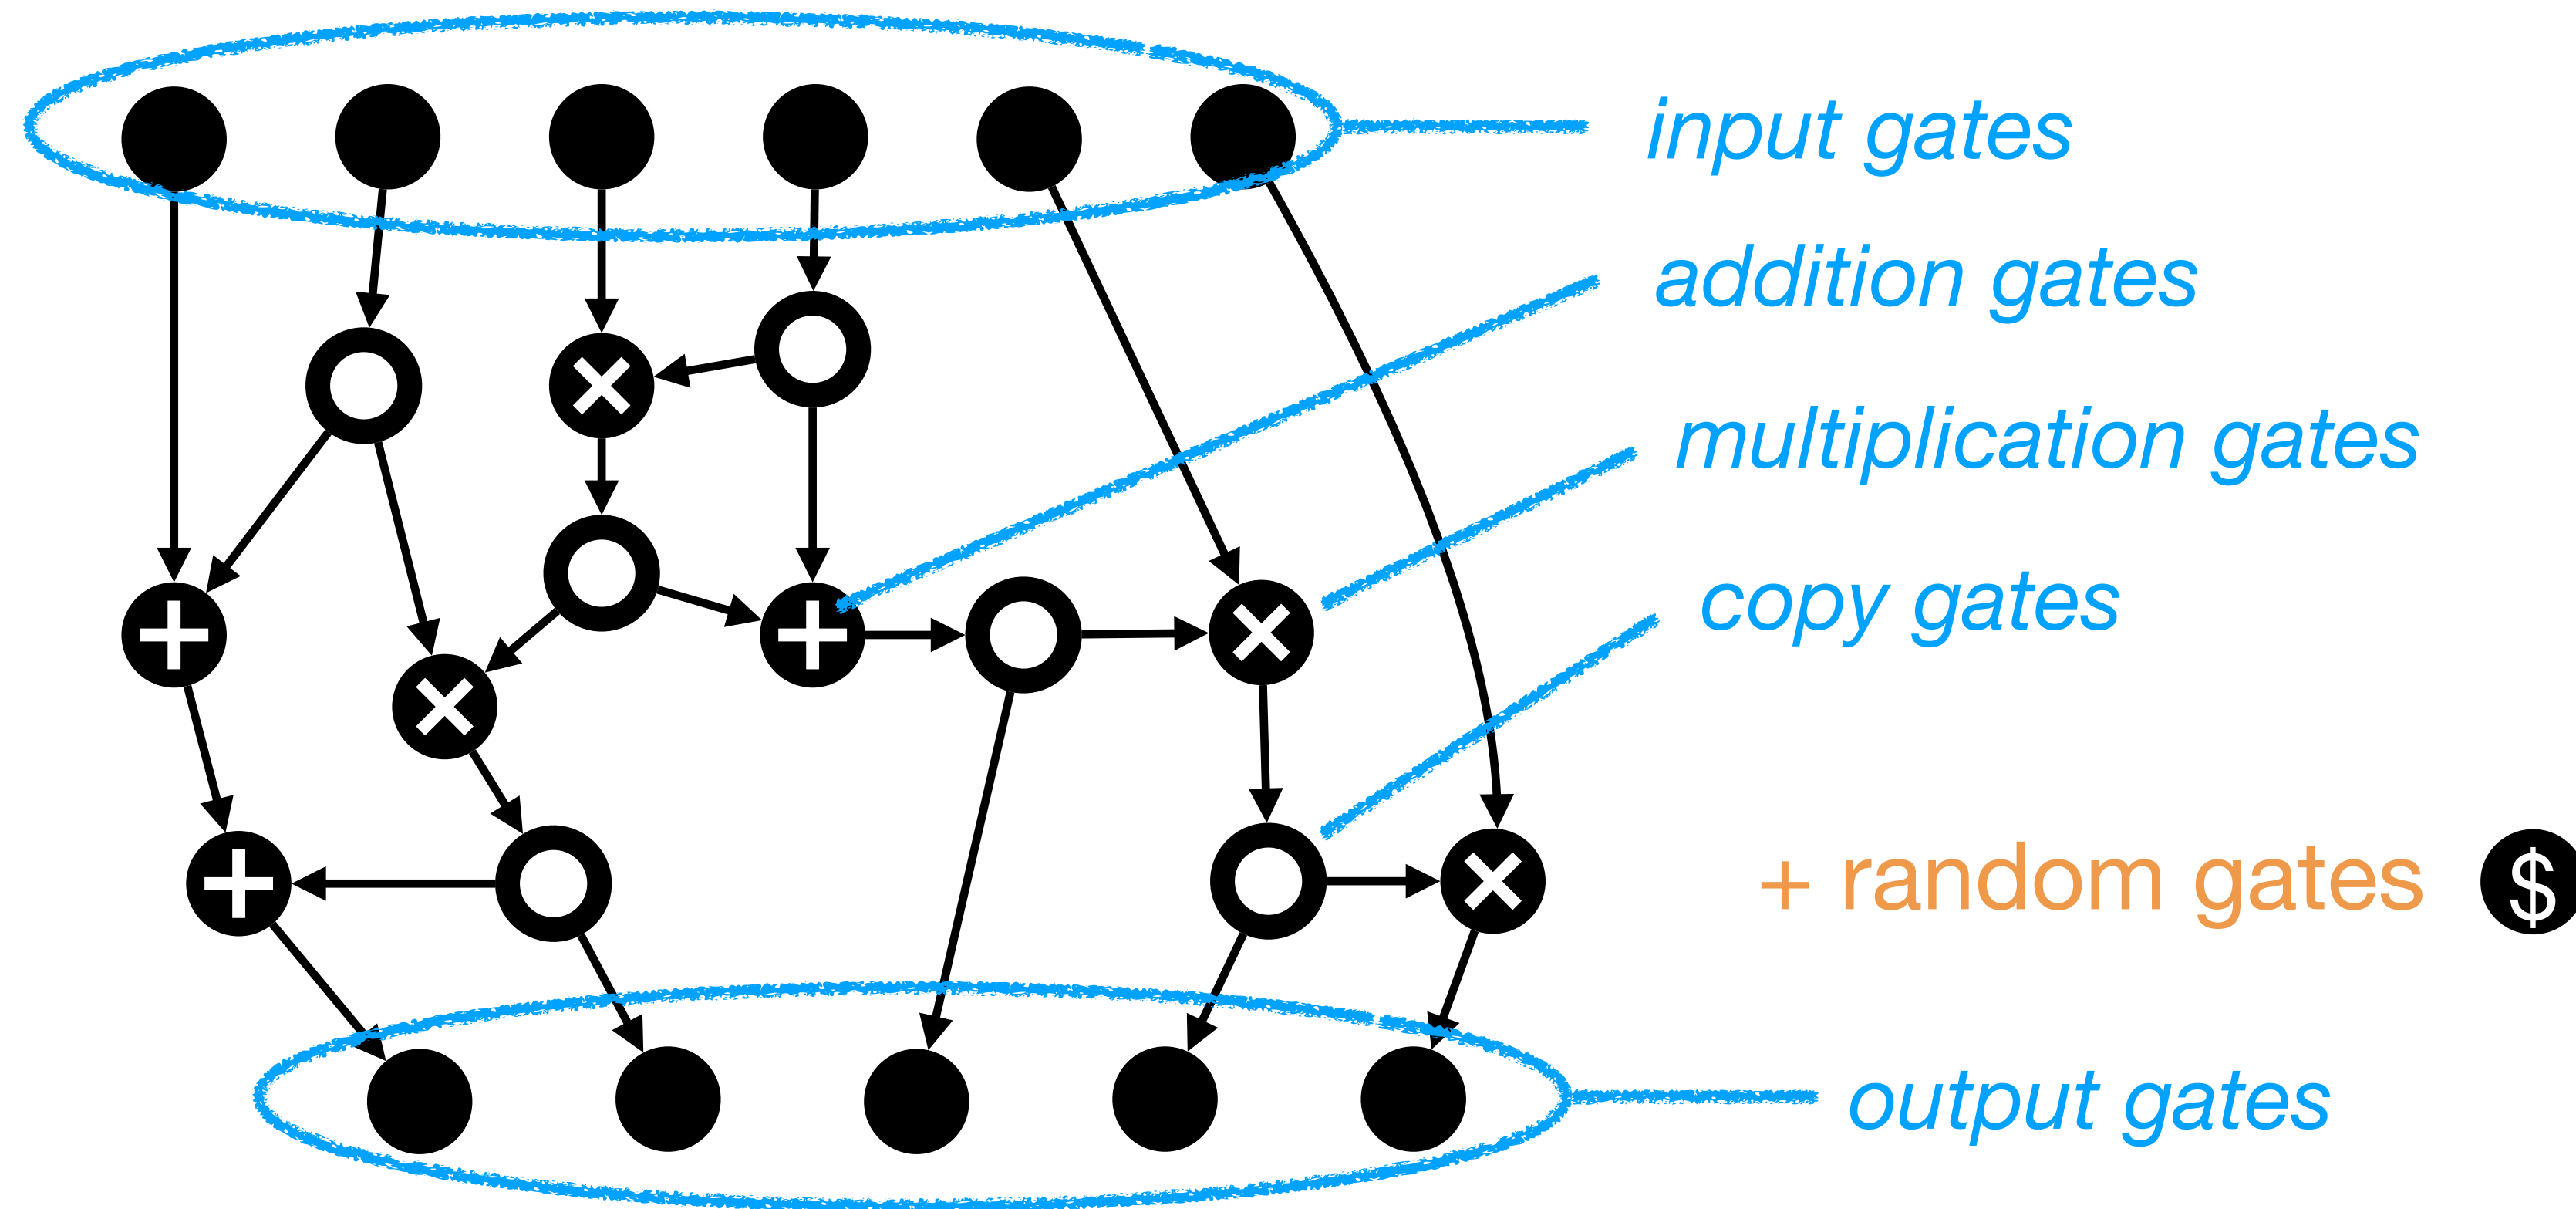 input gates
addition gates
multiplication gates
copy gates
+ random gates $
output gates